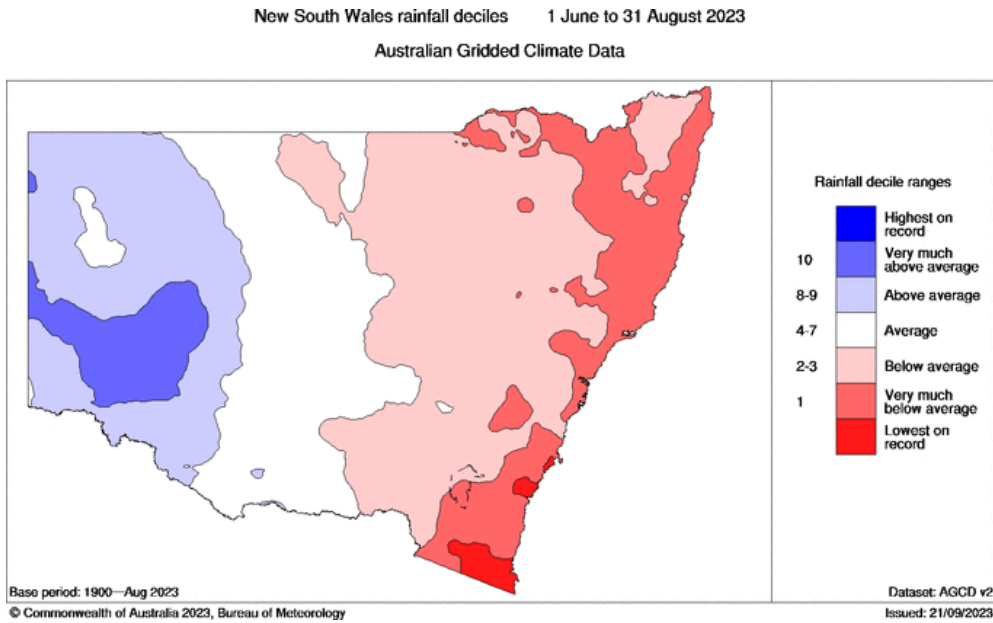 New South Wales rainfall deciles 1 June to 31 August 2023
Australian Gridded Climate Data
Rainfall decile ranges
Highest on
record
10 Very much
above average
8-9 Above average
4-7 Average
2-3 Below average
1 Very much
below average
Lowest on
record
Base period: 1900—Aug 2023
Dataset: AGCD v2
© Commonwealth of Australia 2023, Bureau of Meteorology
Issued: 21/09/2023